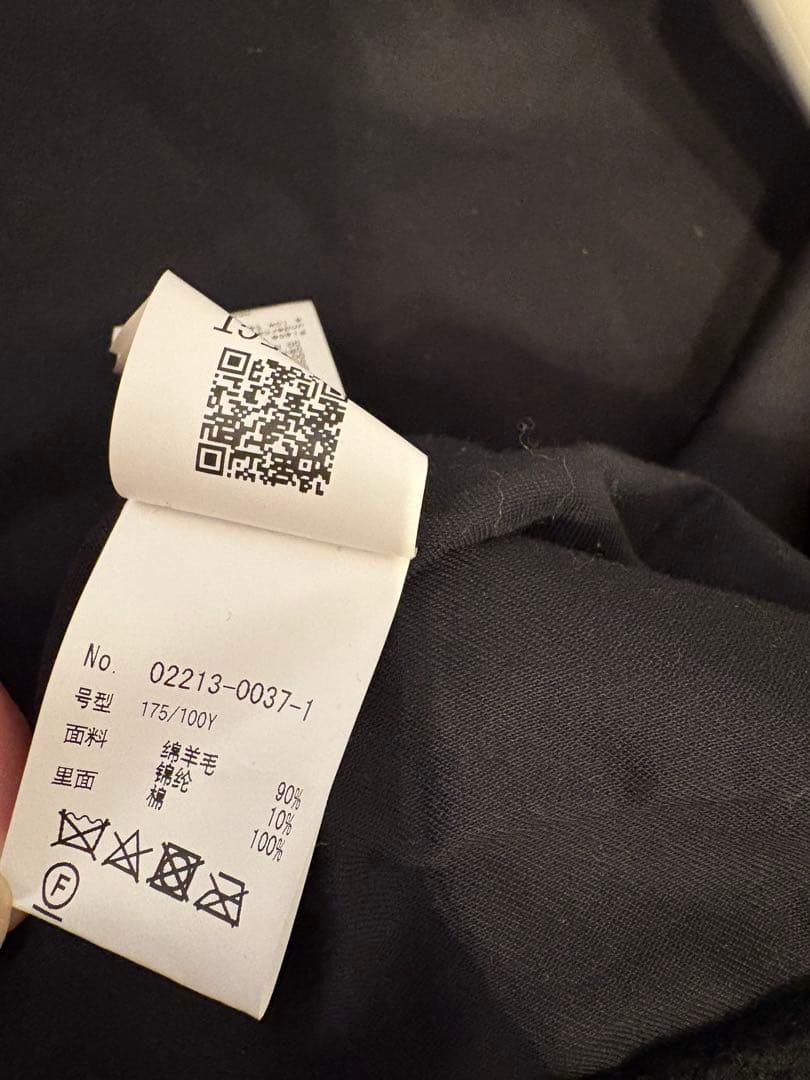 No. 02213-0037-1
号型 175/100Y
面料 绵羊毛 90%
锦纶 10%
里面 棉 100%
F